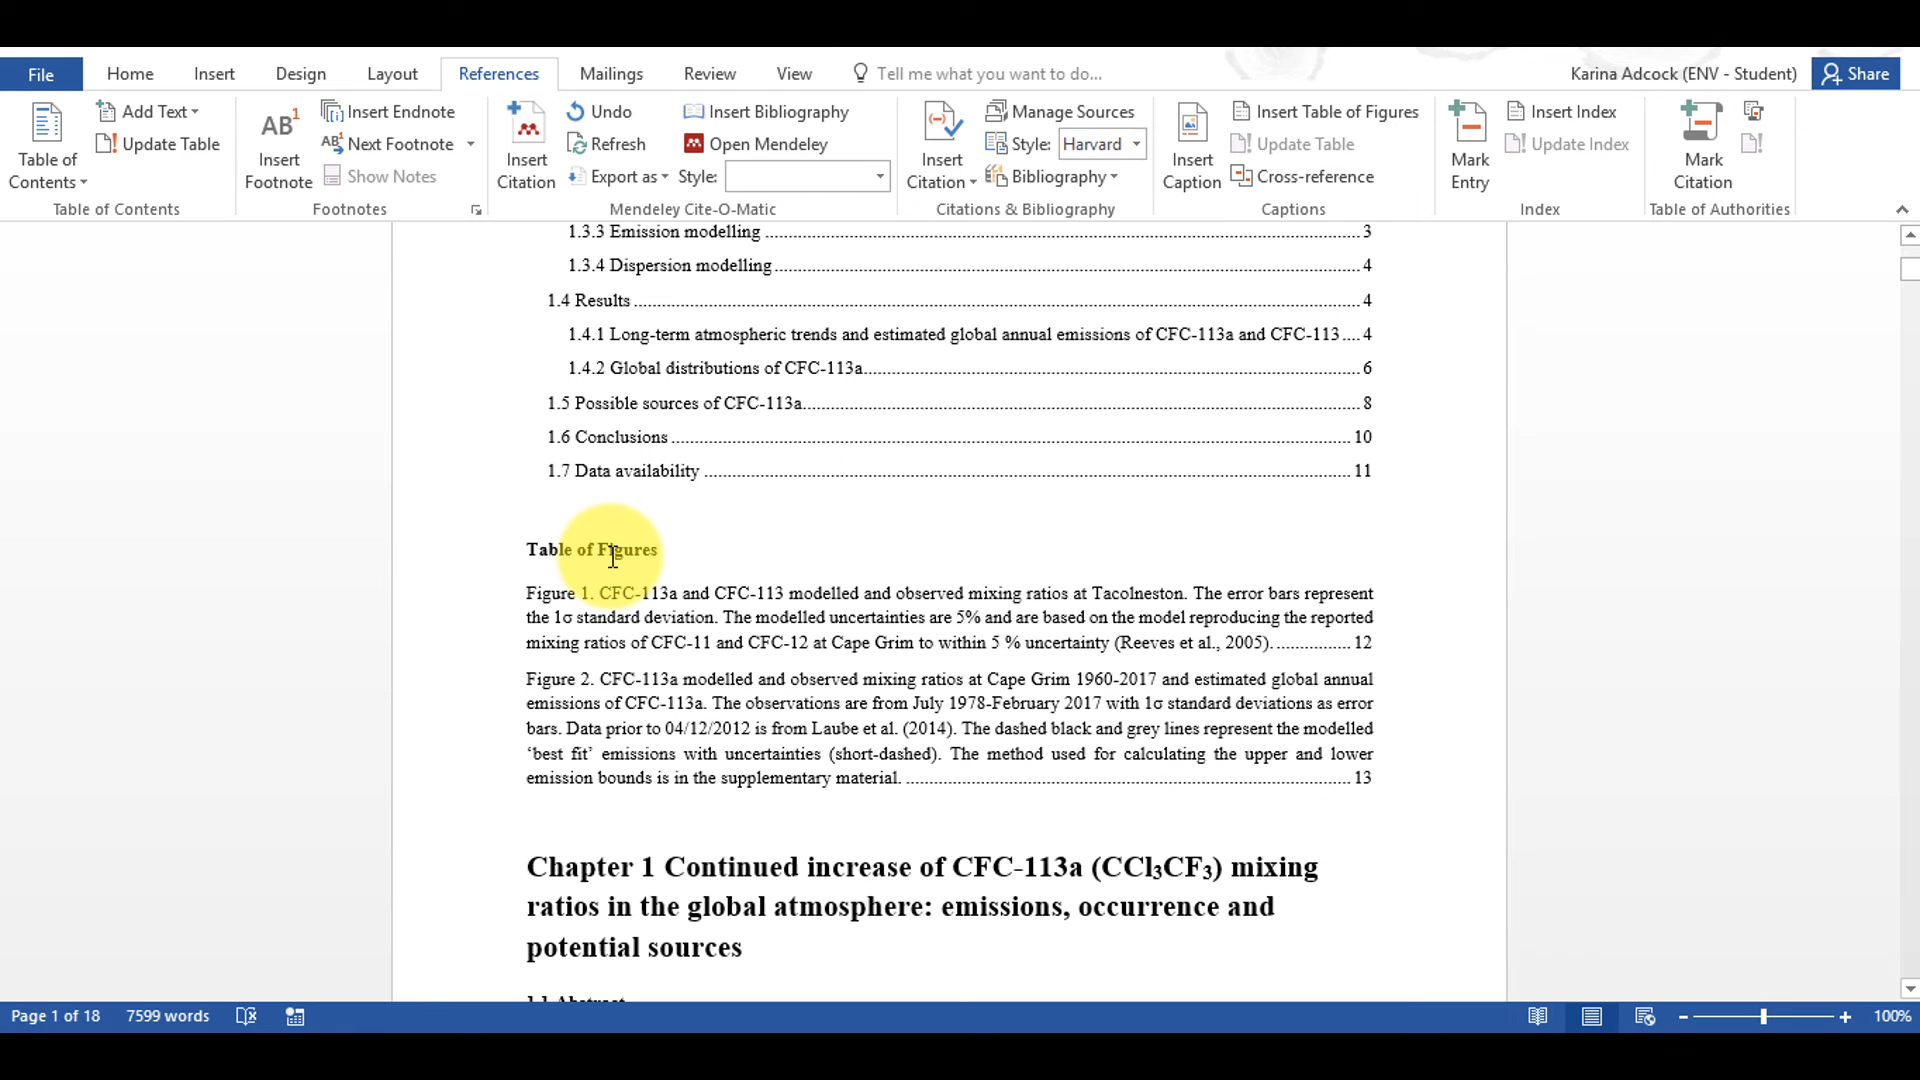 File Home Insert Design Layout References Mailings Review View Tell me what you want to do... Karina Adcock (ENV - Student) Share
Table of Contents
Add Text
Update Table
Table of Contents
AB¹ Insert Footnote
Insert Endnote
AB¹ Next Footnote
Show Notes
Footnotes
Insert Citation
Undo
Refresh
Export as
Insert Bibliography
Open Mendeley
Style:
Mendeley Cite-O-Matic
Insert Citation
Manage Sources
Style: Harvard
Bibliography
Citations & Bibliography
Insert Caption
Insert Table of Figures
Update Table
Cross-reference
Captions
Mark Entry
Insert Index
Update Index
Index
Mark Citation
Table of Authorities
1.3.3 Emission modelling ........ 3
1.3.4 Dispersion modelling ........ 4
1.4 Results ........ 4
1.4.1 Long-term atmospheric trends and estimated global annual emissions of CFC-113a and CFC-113 .... 4
1.4.2 Global distributions of CFC-113a ........ 6
1.5 Possible sources of CFC-113a ........ 8
1.6 Conclusions ........ 10
1.7 Data availability ........ 11
Table of Figures
Figure 1. CFC-113a and CFC-113 modelled and observed mixing ratios at Tacolneston. The error bars represent
the 1σ standard deviation. The modelled uncertainties are 5% and are based on the model reproducing the reported
mixing ratios of CFC-11 and CFC-12 at Cape Grim to within 5 % uncertainty (Reeves et al., 2005). ........ 12
Figure 2. CFC-113a modelled and observed mixing ratios at Cape Grim 1960-2017 and estimated global annual
emissions of CFC-113a. The observations are from July 1978-February 2017 with 1σ standard deviations as error
bars. Data prior to 04/12/2012 is from Laube et al. (2014). The dashed black and grey lines represent the modelled
‘best fit’ emissions with uncertainties (short-dashed). The method used for calculating the upper and lower
emission bounds is in the supplementary material. ........ 13
Chapter 1 Continued increase of CFC-113a (CCl₃CF₃) mixing
ratios in the global atmosphere: emissions, occurrence and
potential sources
1.1 Abstract
Page 1 of 18 7599 words 100%